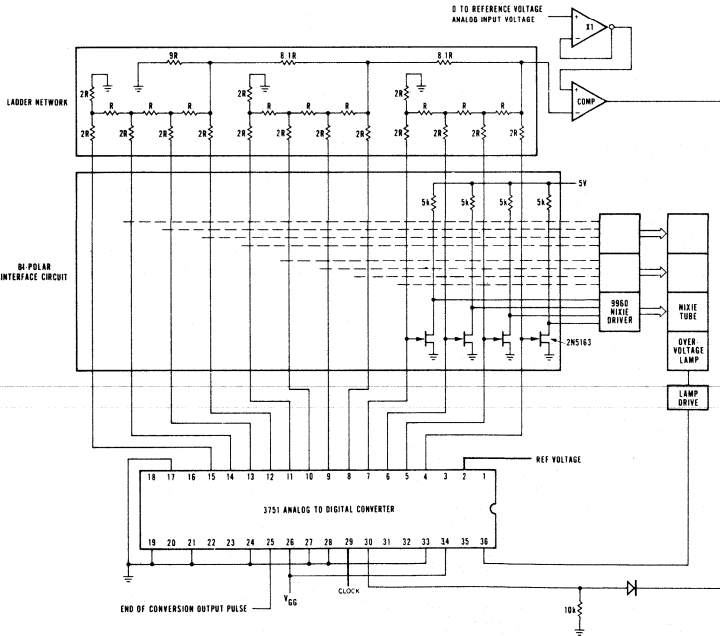 0 TO REFERENCE VOLTAGE
ANALOG INPUT VOLTAGE
+
X1
−
9R
8.1R
8.1R
+
COMP
−
2R
2R
2R
LADDER NETWORK
R R R R R R R R R
2R 2R 2R 2R 2R 2R 2R 2R 2R 2R 2R 2R
5V
5k 5k 5k 5k
BI-POLAR
INTERFACE CIRCUIT
9960
NIXIE
DRIVER
NIXIE
TUBE
2N5163
OVER-
VOLTAGE
LAMP
LAMP
DRIVE
REF VOLTAGE
18 17 16 15 14 13 12 11 10 9 8 7 6 5 4 3 2 1
3751 ANALOG TO DIGITAL CONVERTER
19 20 21 22 23 24 25 26 27 28 29 30 31 32 33 34 35 36
CLOCK
VGG
END OF CONVERSION OUTPUT PULSE
10k